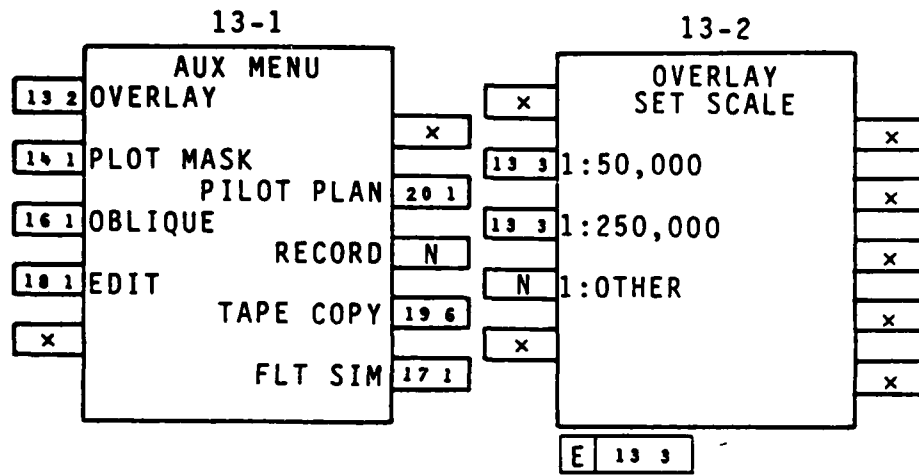 13-1
AUX MENU
13 2 OVERLAY
×
14 1 PLOT MASK
PILOT PLAN 20 1
16 1 OBLIQUE
RECORD N
18 1 EDIT
TAPE COPY 19 6
×
FLT SIM 17 1
13-2
OVERLAY
SET SCALE
×
×
13 3 1:50,000
×
13 3 1:250,000
×
N 1:OTHER
×
×
×
E 13 3